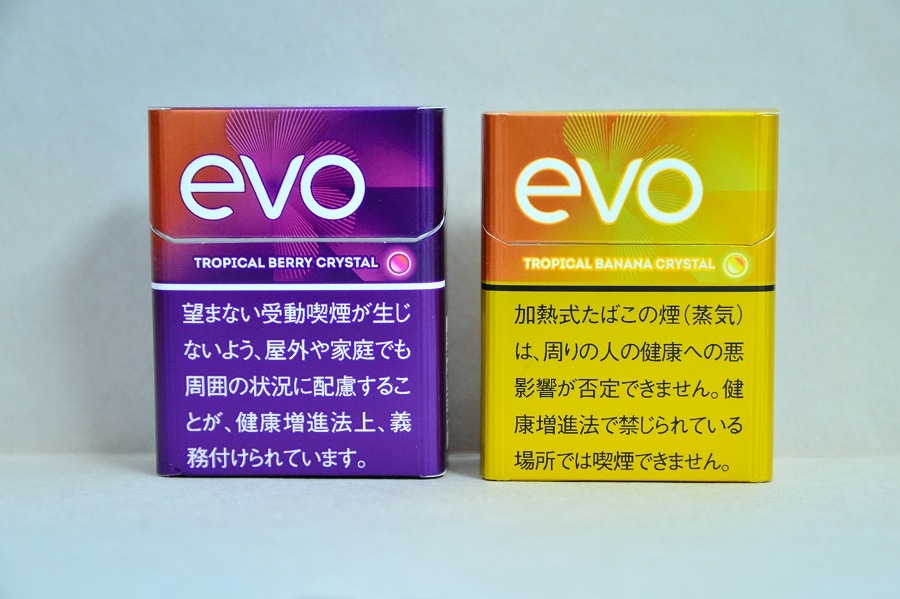 evo
TROPICAL BERRY CRYSTAL
望まない受動喫煙が生じ
ないよう、屋外や家庭でも
周囲の状況に配慮するこ
とが、健康増進法上、義
務付けられています。
evo
TROPICAL BANANA CRYSTAL
加熱式たばこの煙(蒸気)
は、周りの人の健康への悪
影響が否定できません。健
康増進法で禁じられている
場所では喫煙できません。